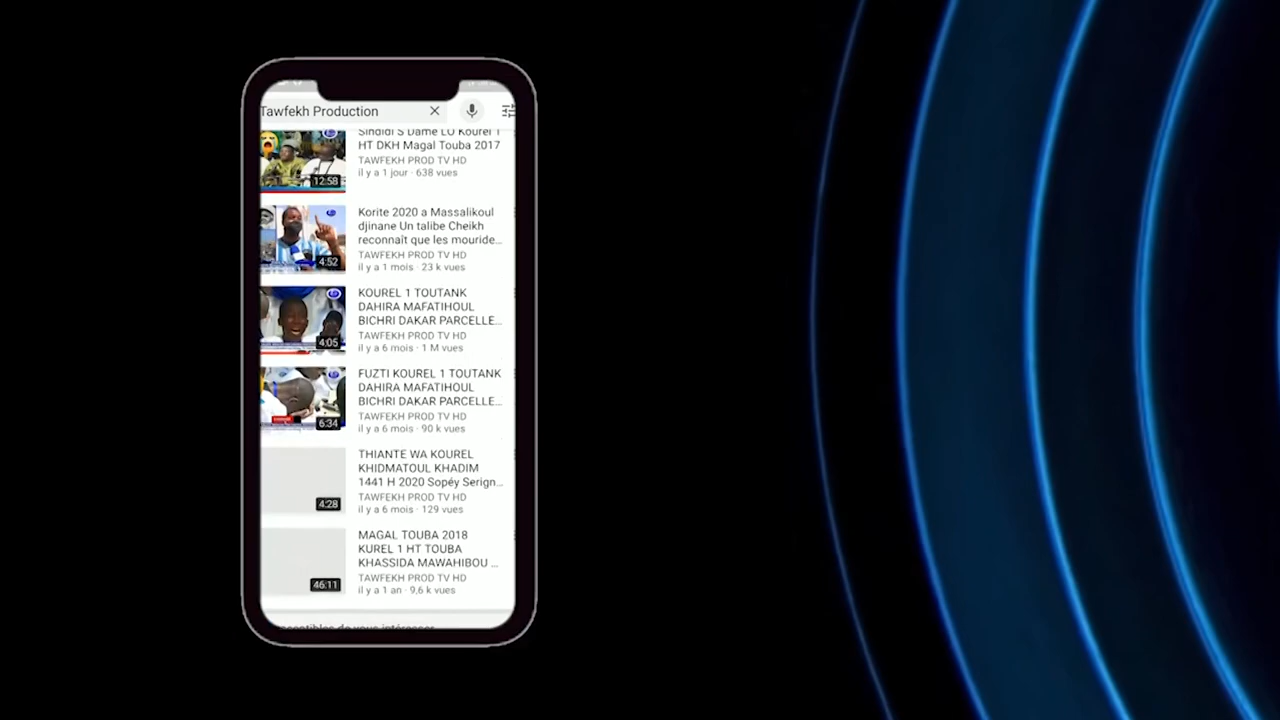 Tawfekh Production
Sindidi S Dame LO Kourel 1
HT DKH Magal Touba 2017
TAWFEKH PROD TV HD
il y a 1 jour · 638 vues
12:58
Korite 2020 a Massalikoul
djinane Un talibe Cheikh
reconnaît que les mouride...
TAWFEKH PROD TV HD
il y a 1 mois · 23 k vues
4:52
KOUREL 1 TOUTANK
DAHIRA MAFATIHOUL
BICHRI DAKAR PARCELLE...
TAWFEKH PROD TV HD
il y a 6 mois · 1 M vues
4:05
FUZTI KOUREL 1 TOUTANK
DAHIRA MAFATIHOUL
BICHRI DAKAR PARCELLE...
TAWFEKH PROD TV HD
il y a 6 mois · 90 k vues
6:34
THIANTE WA KOUREL
KHIDMATOUL KHADIM
1441 H 2020 Sopéy Serign...
TAWFEKH PROD TV HD
il y a 6 mois · 129 vues
4:28
MAGAL TOUBA 2018
KUREL 1 HT TOUBA
KHASSIDA MAWAHIBOU ...
TAWFEKH PROD TV HD
il y a 1 an · 9,6 k vues
46:11
de vous intéresser